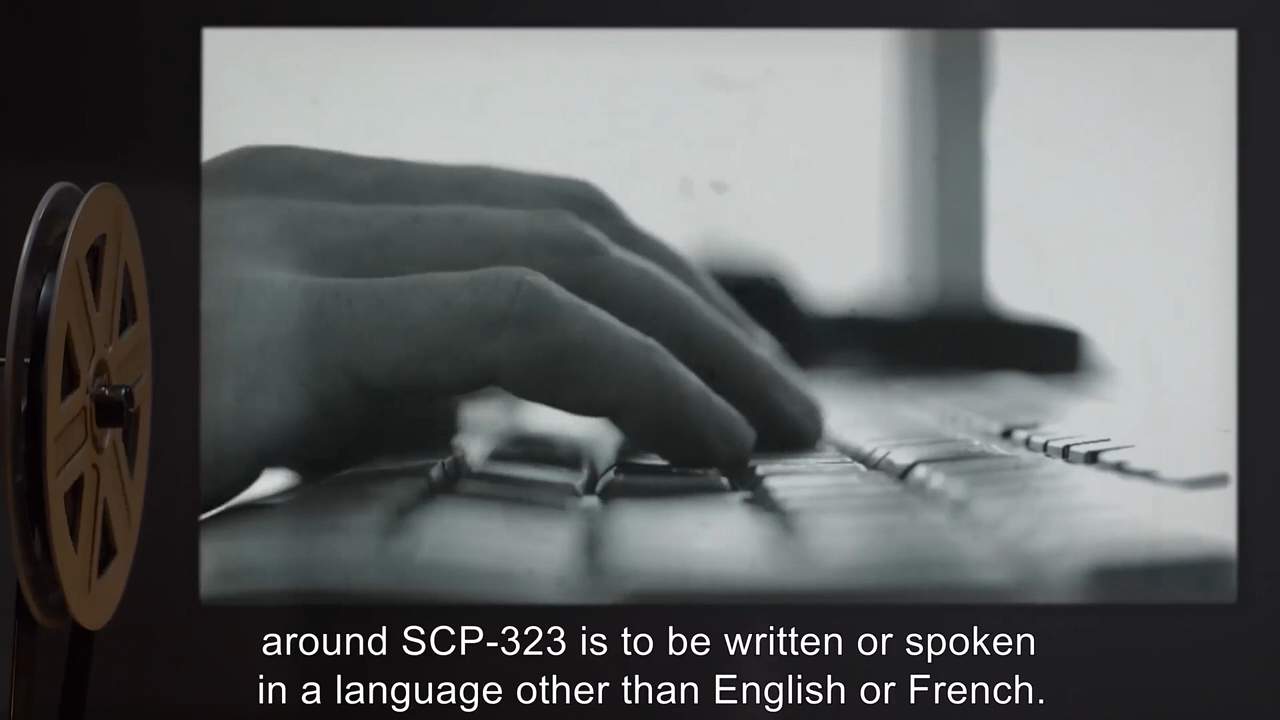 around SCP-323 is to be written or spoken
in a language other than English or French.